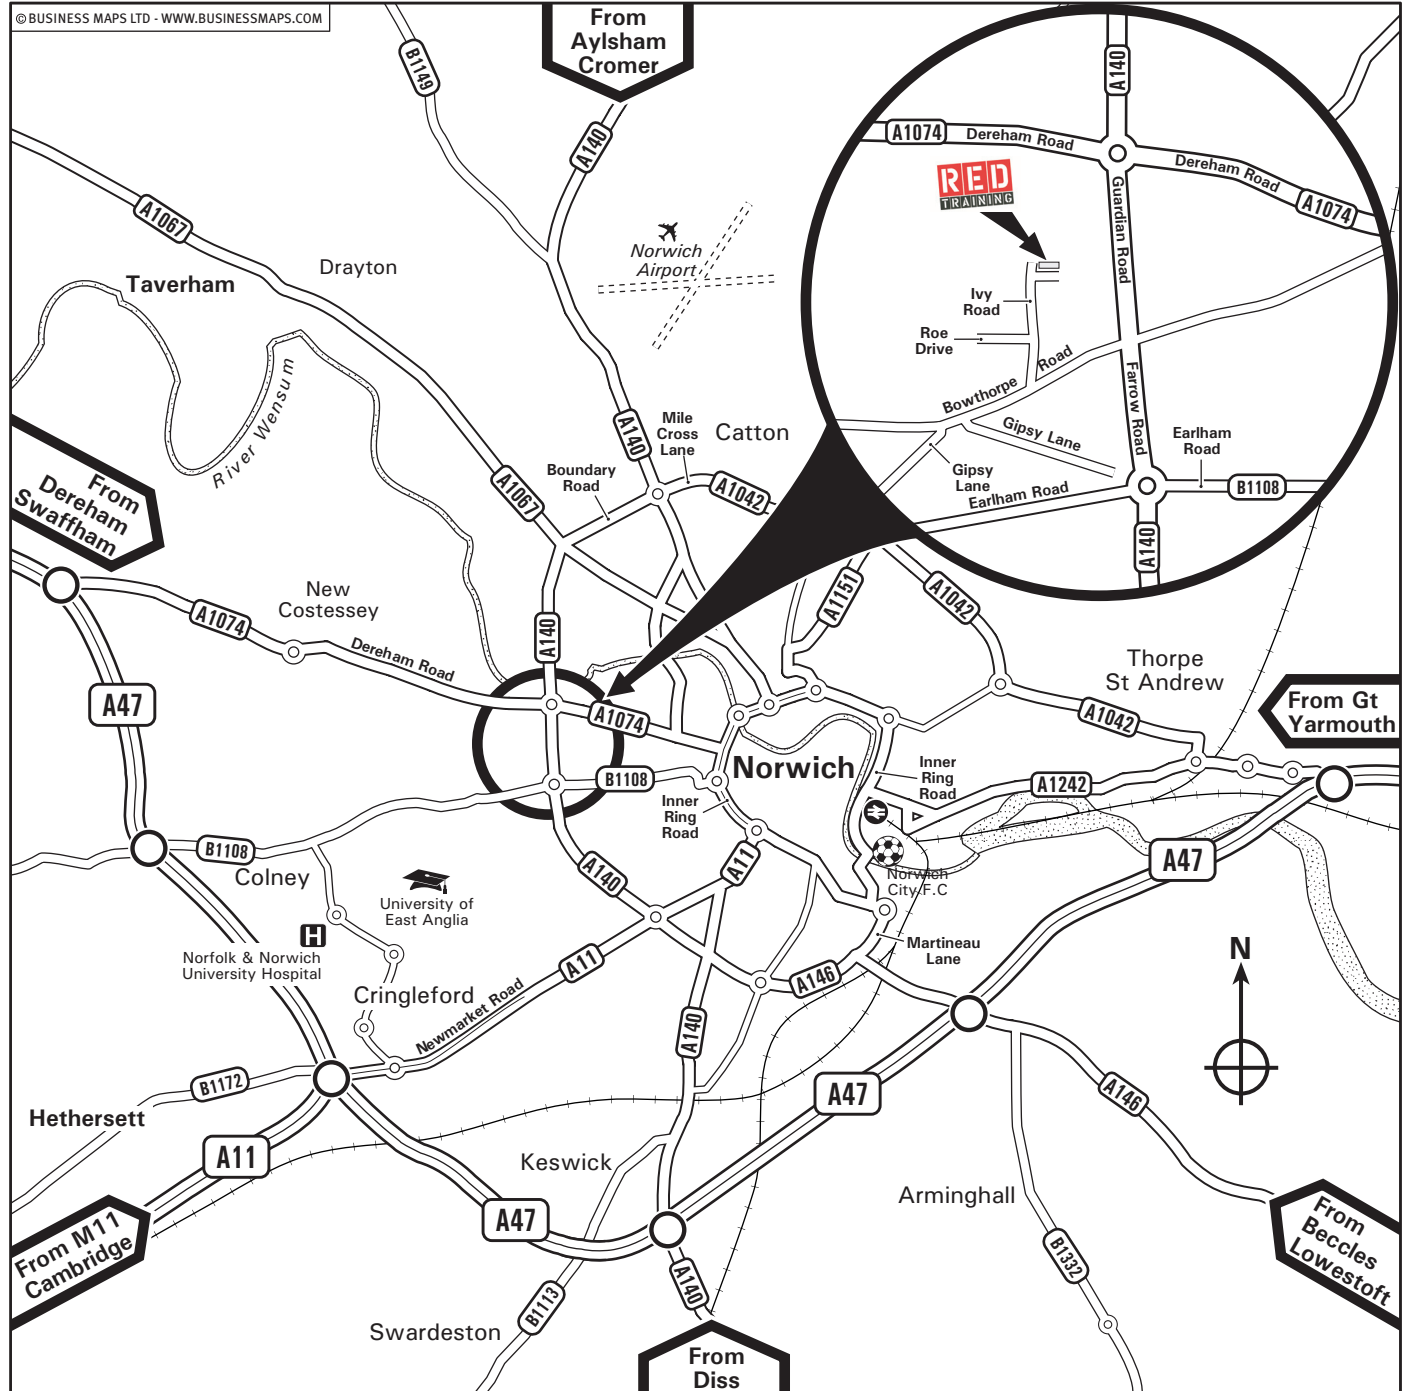 © BUSINESS MAPS LTD - WWW.BUSINESSMAPS.COM
From
Aylsham
Cromer
B1149
A140
A140
A1074
Dereham Road
Dereham Road
A1074
RED
TRAINING
Guardian Road
A1067
Norwich
Airport
Drayton
Taverham
Ivy
Road
Roe
Drive
Bowthorpe
Road
Farrow Road
River Wensum
Gipsy Lane
Gipsy
Lane
Earlham
Road
Earlham Road
B1108
A140
A140
Mile
Cross
Lane
Catton
Boundary
Road
A1067
A1042
From
Dereham
Swaffham
New
Costessey
A1074
Dereham Road
A140
A1151
A1042
Thorpe
St Andrew
A47
A1074
A1042
From Gt
Yarmouth
Norwich
B1108
Inner
Ring
Road
Inner
Ring
Road
A1242
B1108
Colney
A140
A11
Norwich
City F.C
A47
University of
East Anglia
H
Norfolk & Norwich
University Hospital
Martineau
Lane
N
A11
A146
Cringleford
Newmarket Road
A140
B1172
A47
A146
Hethersett
A11
Keswick
Arminghall
A47
From M11
Cambridge
From
Beccles
Lowestoft
B1332
A140
B1113
Swardeston
From
Diss